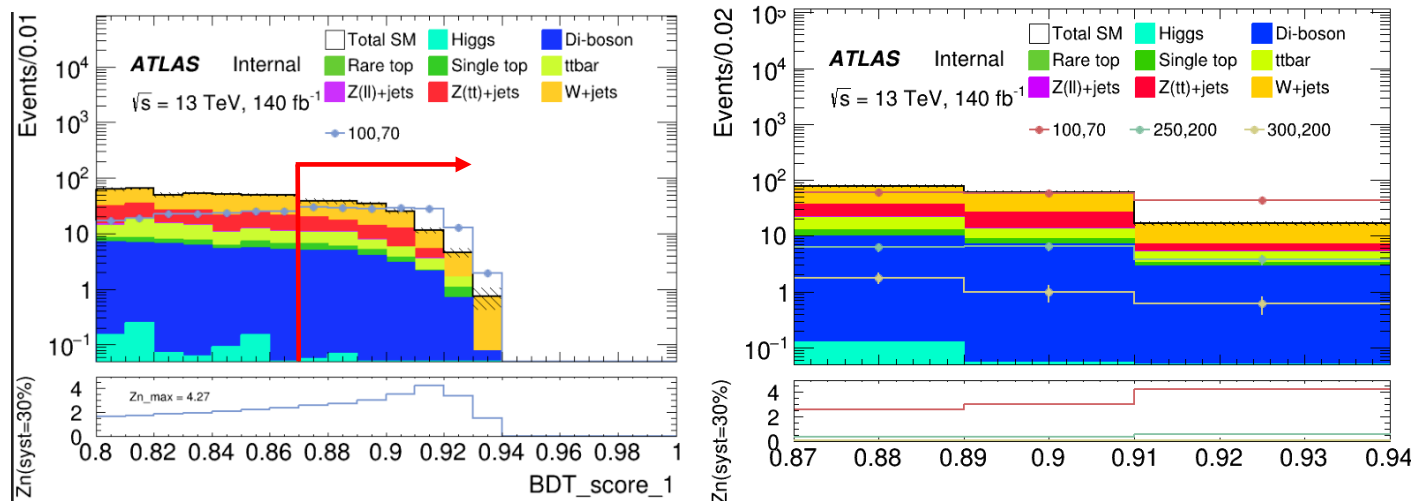 Events/0.01
10⁴
10³
10²
10
1
10⁻¹
ATLAS Internal
√s = 13 TeV, 140 fb⁻¹
Total SM Higgs Di-boson
Rare top Single top ttbar
Z(ll)+jets Z(tt)+jets W+jets
100,70
Zn(syst=30%)
4
2
0
Zn_max = 4.27
0.8 0.82 0.84 0.86 0.88 0.9 0.92 0.94 0.96 0.98 1
BDT_score_1
Events/0.02
10⁵
10⁴
10³
10²
10
1
10⁻¹
ATLAS Internal
√s = 13 TeV, 140 fb⁻¹
Total SM Higgs Di-boson
Rare top Single top ttbar
Z(ll)+jets Z(tt)+jets W+jets
100,70 250,200 300,200
Zn(syst=30%)
4
2
0
0.87 0.88 0.89 0.9 0.91 0.92 0.93 0.94